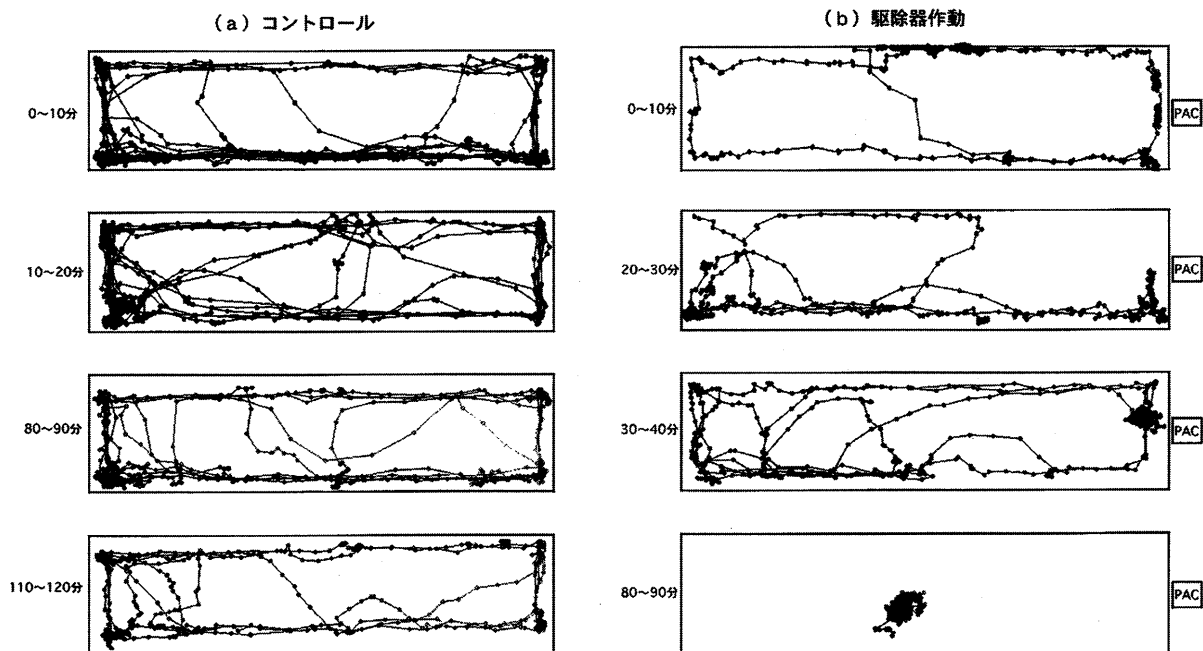 (a) コントロール
0～10分
10～20分
80～90分
110～120分
(b) 駆除器作動
0～10分
PAC
20～30分
PAC
30～40分
PAC
80～90分
PAC